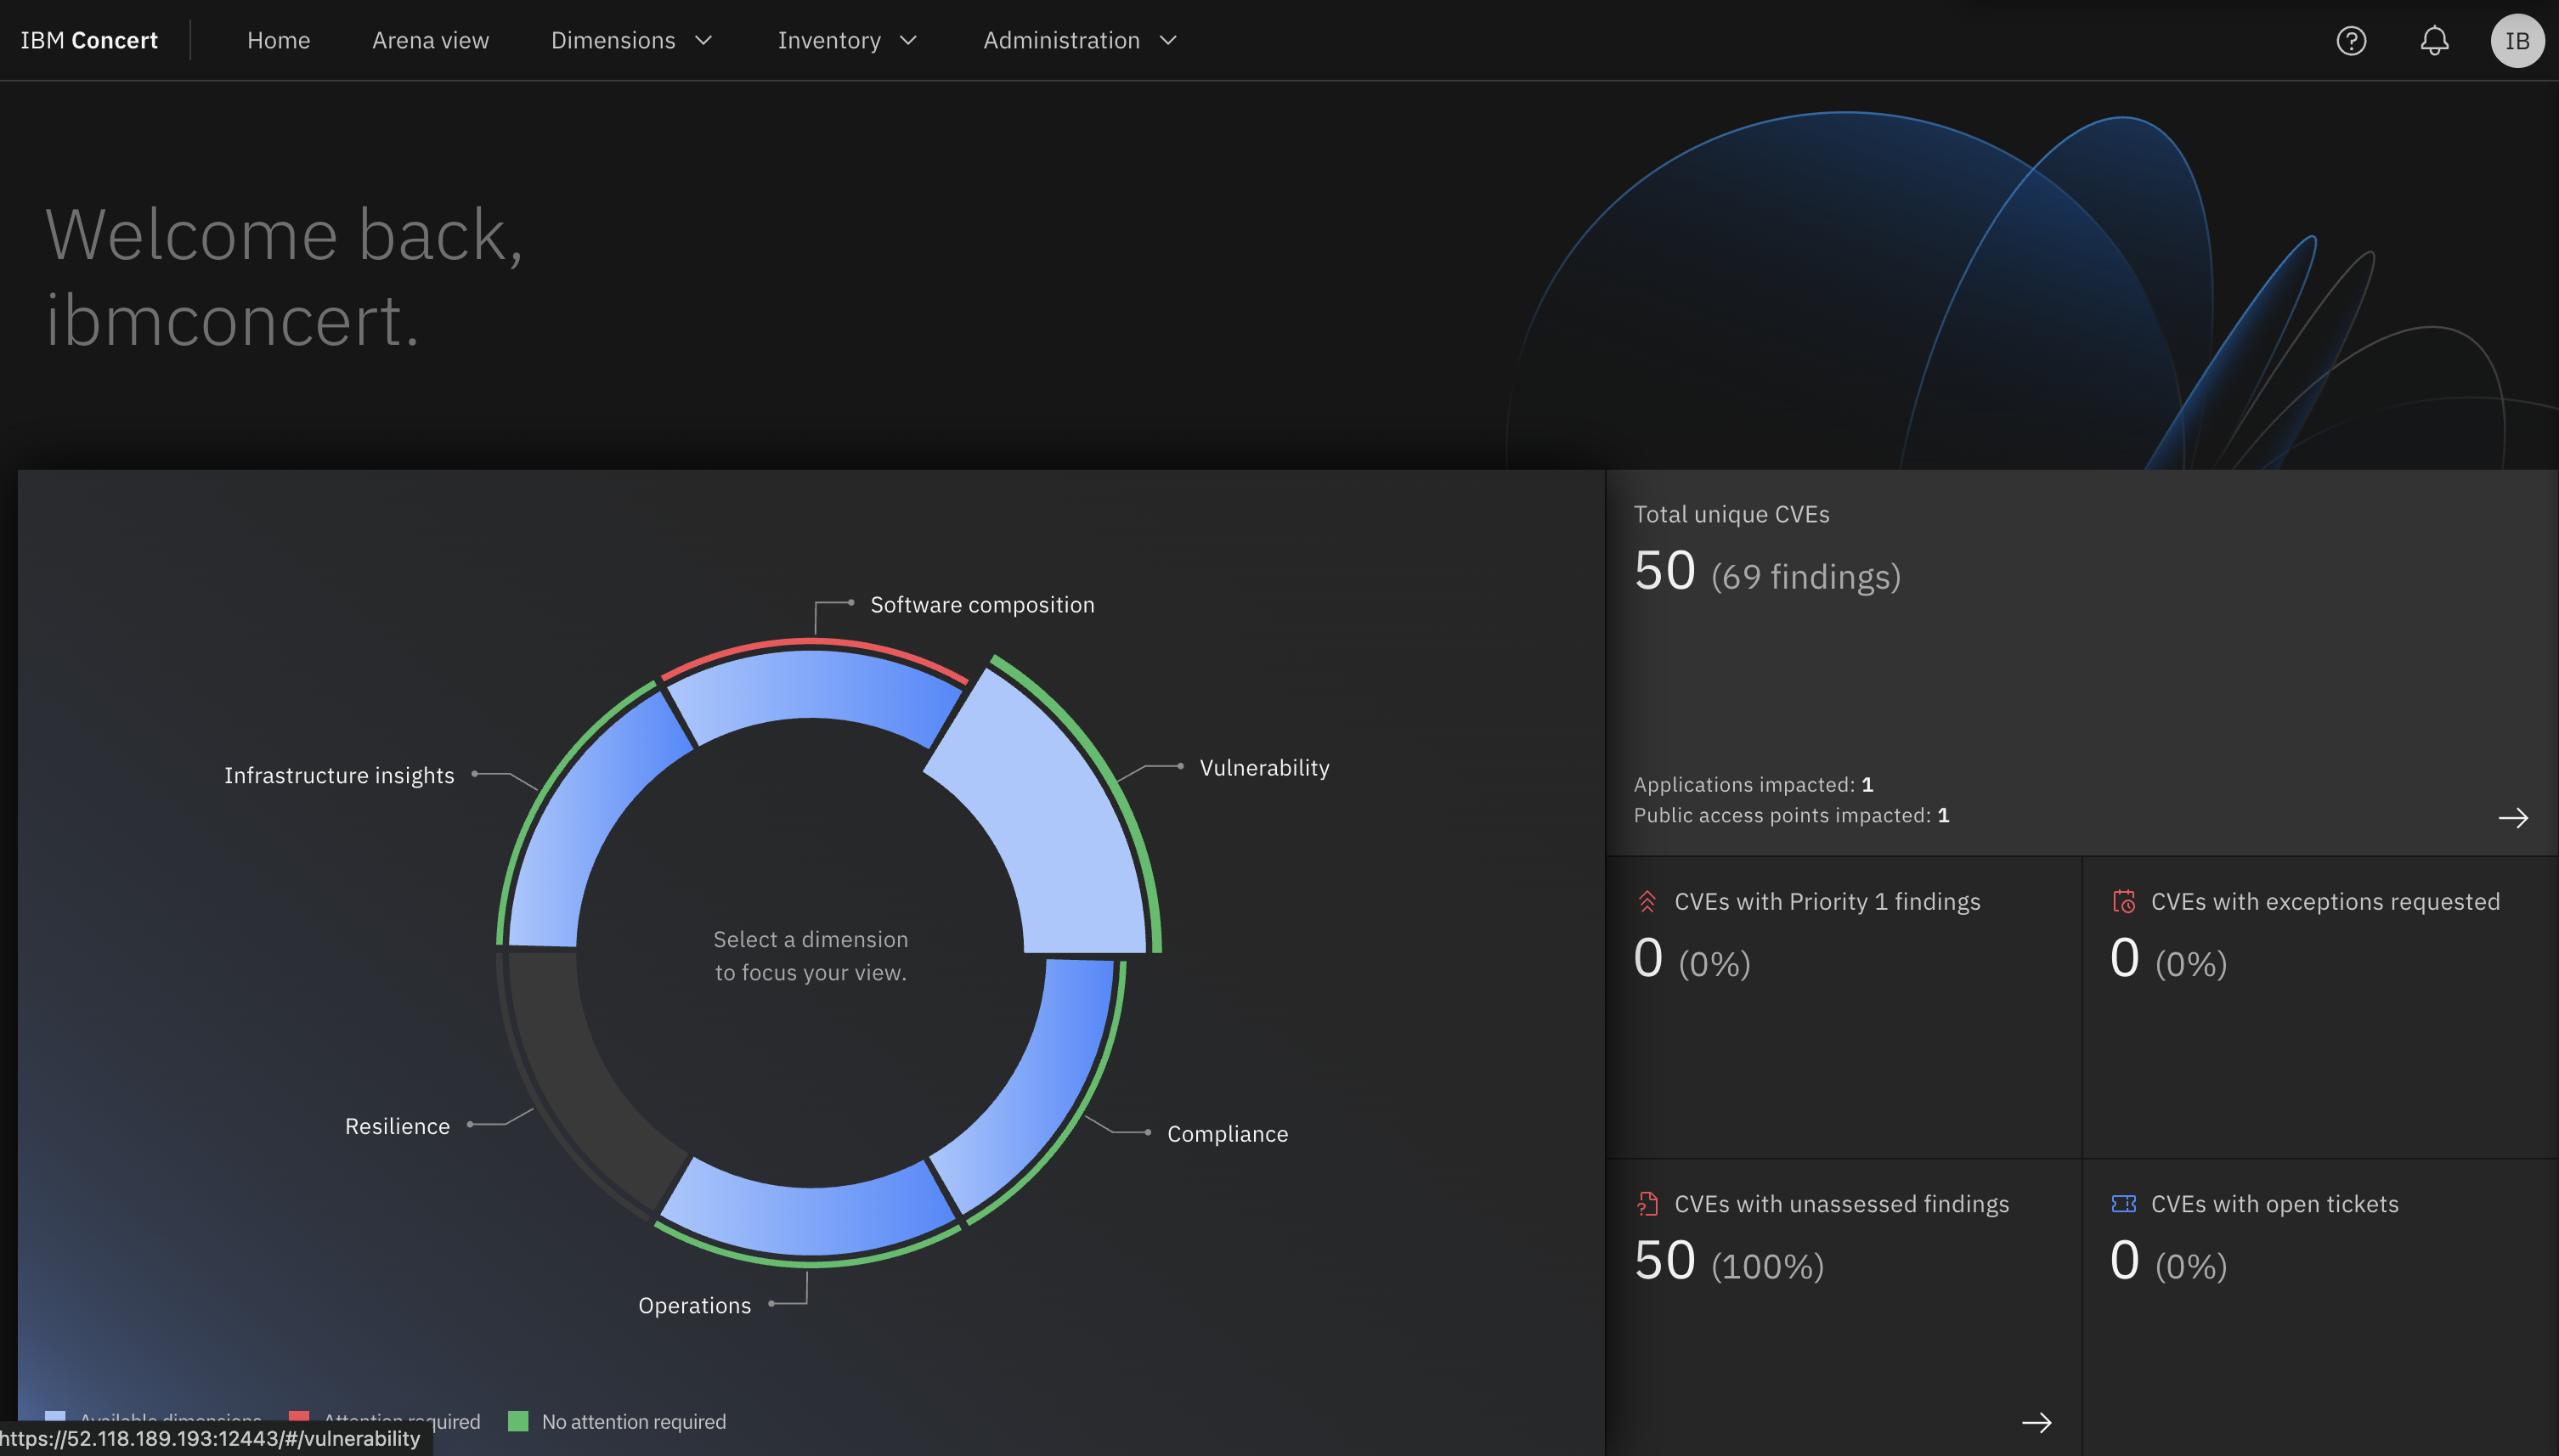 IBM Concert
Home
Arena view
Dimensions
Inventory
Administration
IB
Welcome back,
ibmconcert.
Software composition
Vulnerability
Infrastructure insights
Select a dimension
to focus your view.
Resilience
Compliance
Operations
Available dimensions
Attention required
No attention required
https://52.118.189.193:12443/#/vulnerability
Total unique CVEs
50 (69 findings)
Applications impacted: 1
Public access points impacted: 1
CVEs with Priority 1 findings
0 (0%)
CVEs with exceptions requested
0 (0%)
CVEs with unassessed findings
50 (100%)
CVEs with open tickets
0 (0%)